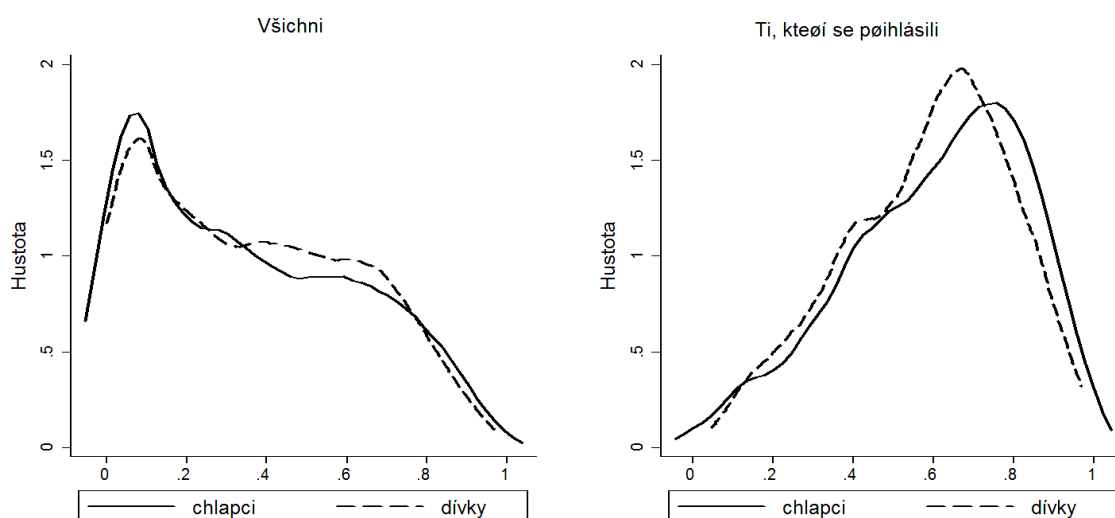 Všichni
Hustota
2
1.5
1
.5
0
0 .2 .4 .6 .8 1
chlapci dívky
Ti, kteøí se pøihlásili
Hustota
2
1.5
1
.5
0
0 .2 .4 .6 .8 1
chlapci dívky